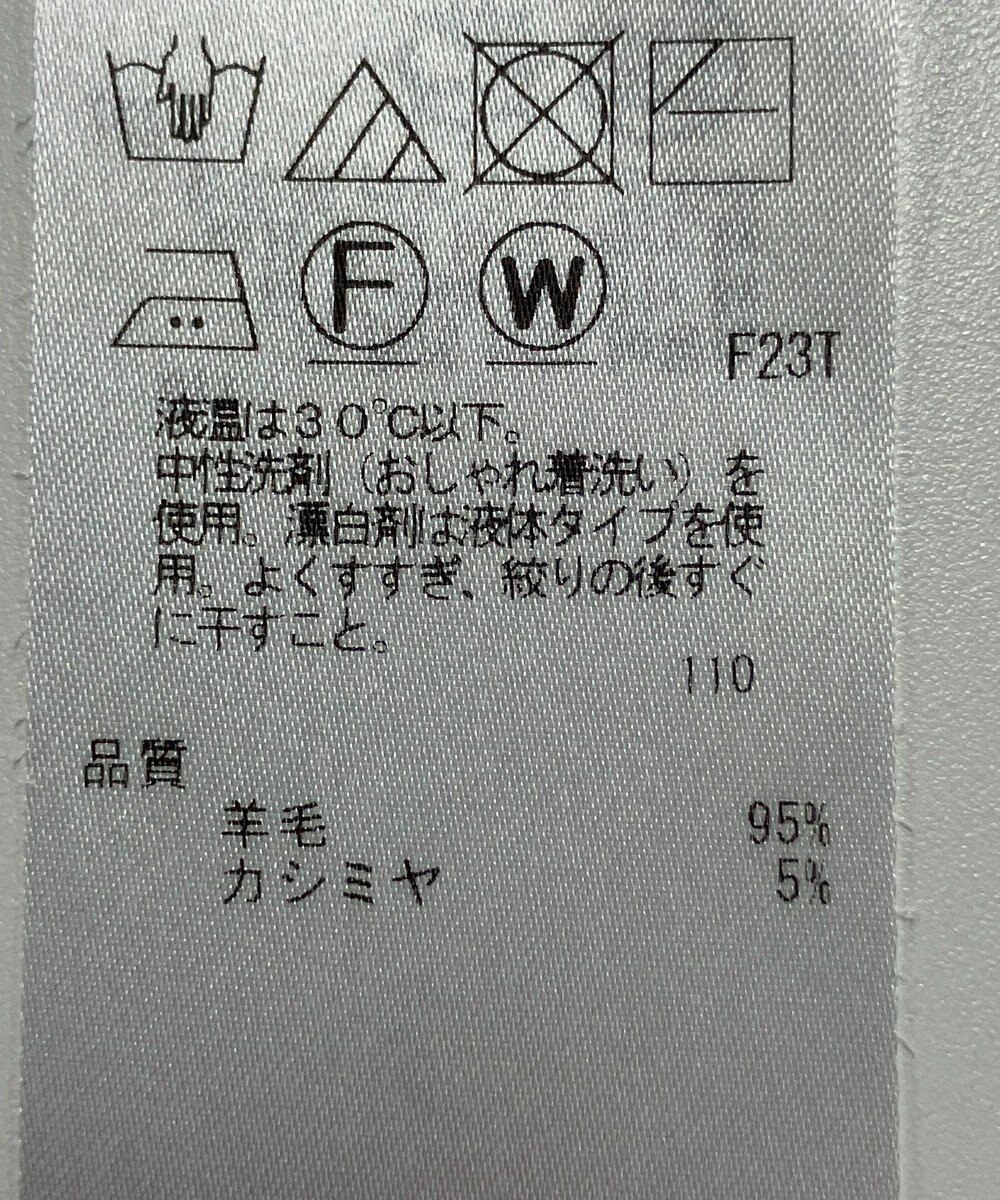 F
W
F23T
液温は30℃以下。
中性洗剤(おしゃれ着洗い)を
使用。漂白剤は液体タイプを使
用。よくすすぎ、絞りの後すぐ
に干すこと。
110
品質
羊毛 95%
カシミヤ 5%